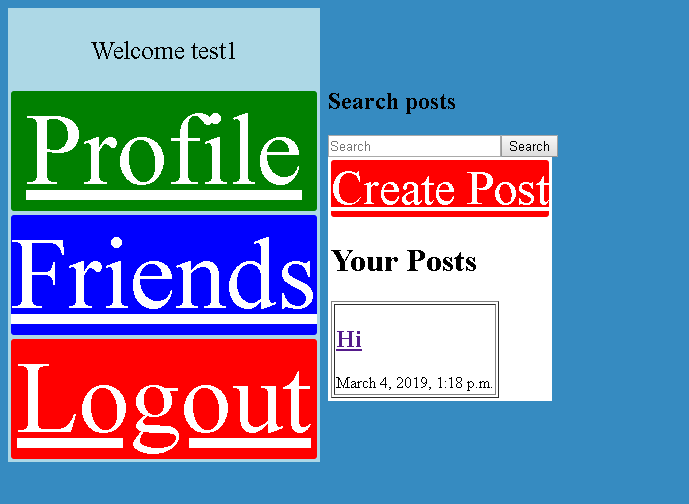 Welcome test1
Profile
Friends
Logout
Search posts
Search Search
Create Post
Your Posts
Hi
March 4, 2019, 1:18 p.m.